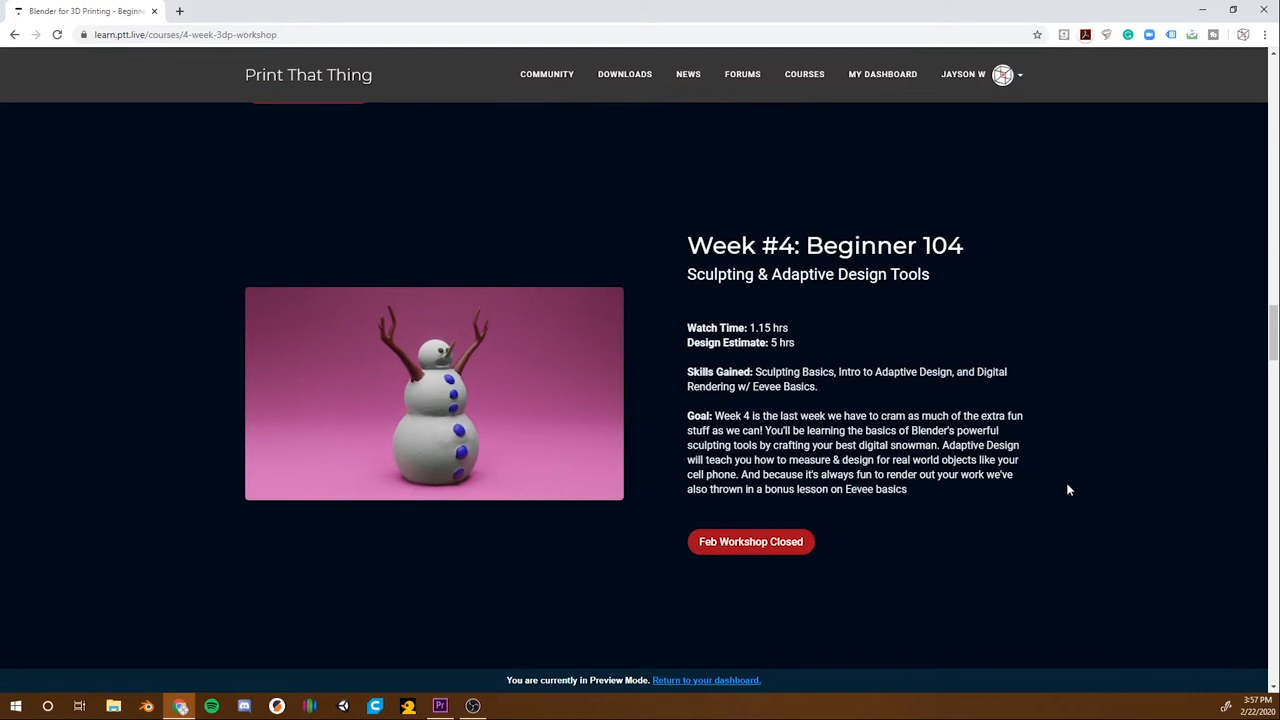 Blender for 3D Printing - Beginne
learn.ptt.live/courses/4-week-3dp-workshop
Print That Thing
COMMUNITY DOWNLOADS NEWS FORUMS COURSES MY DASHBOARD JAYSON W
Week #4: Beginner 104
Sculpting & Adaptive Design Tools
Watch Time: 1.15 hrs
Design Estimate: 5 hrs
Skills Gained: Sculpting Basics, Intro to Adaptive Design, and Digital
Rendering w/ Eevee Basics.
Goal: Week 4 is the last week we have to cram as much of the extra fun
stuff as we can! You'll be learning the basics of Blender's powerful
sculpting tools by crafting your best digital snowman. Adaptive Design
will teach you how to measure & design for real world objects like your
cell phone. And because it's always fun to render out your work we've
also thrown in a bonus lesson on Eevee basics
Feb Workshop Closed
You are currently in Preview Mode. Return to your dashboard.
Pr
3:57 PM
2/22/2020